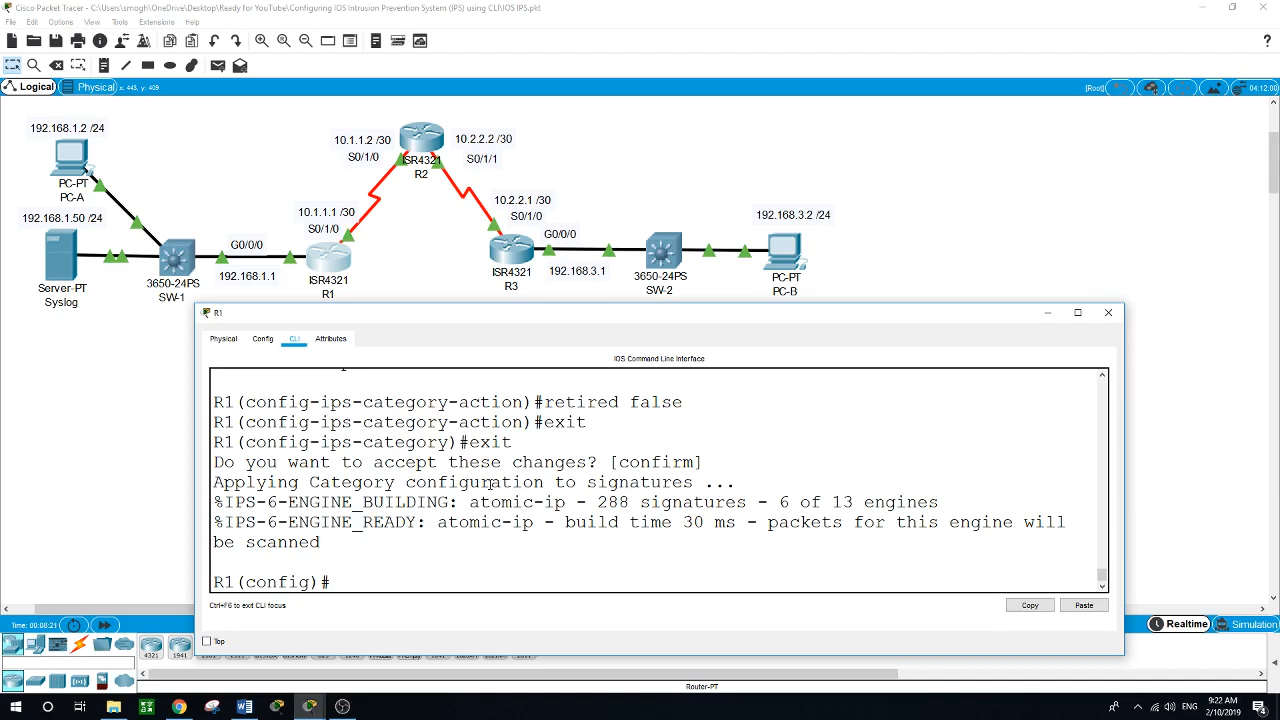 Cisco Packet Tracer - C:\Users\smogh\OneDrive\Desktop\Ready for YouTube\Configuring IOS Intrusion Prevention System (IPS) using CLI\IOS IPS.pkt
File Edit Options View Tools Extensions Help
Logical Physical x: 443, y: 409 [Root] 04:12:00
192.168.1.2 /24
PC-PT
PC-A
192.168.1.50 /24
Server-PT
Syslog
3650-24PS
SW-1
G0/0/0
192.168.1.1
10.1.1.1 /30
S0/1/0
ISR4321
R1
10.1.1.2 /30
S0/1/0
ISR4321
R2
10.2.2.2 /30
S0/1/1
10.2.2.1 /30
S0/1/0
ISR4321
R3
G0/0/0
192.168.3.1
3650-24PS
SW-2
192.168.3.2 /24
PC-PT
PC-B
R1
Physical Config CLI Attributes
IOS Command Line Interface
R1(config-ips-category-action)#retired false
R1(config-ips-category-action)#exit
R1(config-ips-category)#exit
Do you want to accept these changes? [confirm]
Applying Category configuration to signatures ...
%IPS-6-ENGINE_BUILDING: atomic-ip - 288 signatures - 6 of 13 engines
%IPS-6-ENGINE_READY: atomic-ip - build time 30 ms - packets for this engine will
be scanned
R1(config)#
Ctrl+F6 to exit CLI focus Copy Paste
Top
Time: 00:08:21 Realtime Simulation
4321 1941
Router-PT
ENG 9:22 AM
2/10/2019